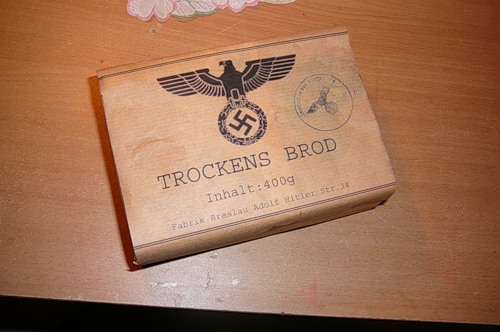 TROCKENS BROD
Inhalt:400g
Fabrik Breslau Adolf Hitler Str.34